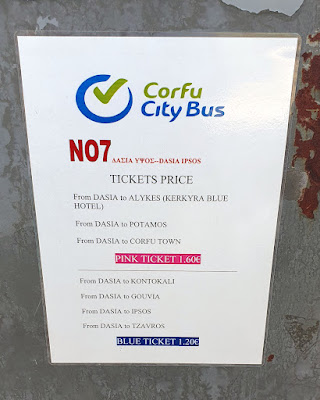 Corfu
City Bus
NO7 ΔΑΣΙΑ ΥΨΟΣ--DASIA IPSOS
TICKETS PRICE
From DASIA to ALYKES (KERKYRA BLUE
HOTEL)
From DASIA to POTAMOS
From DASIA to CORFU TOWN
PINK TICKET 1.60€
From DASIA to KONTOKALI
From DASIA to GOUVIA
From DASIA to IPSOS
From DASIA to TZAVROS
BLUE TICKET 1.20€